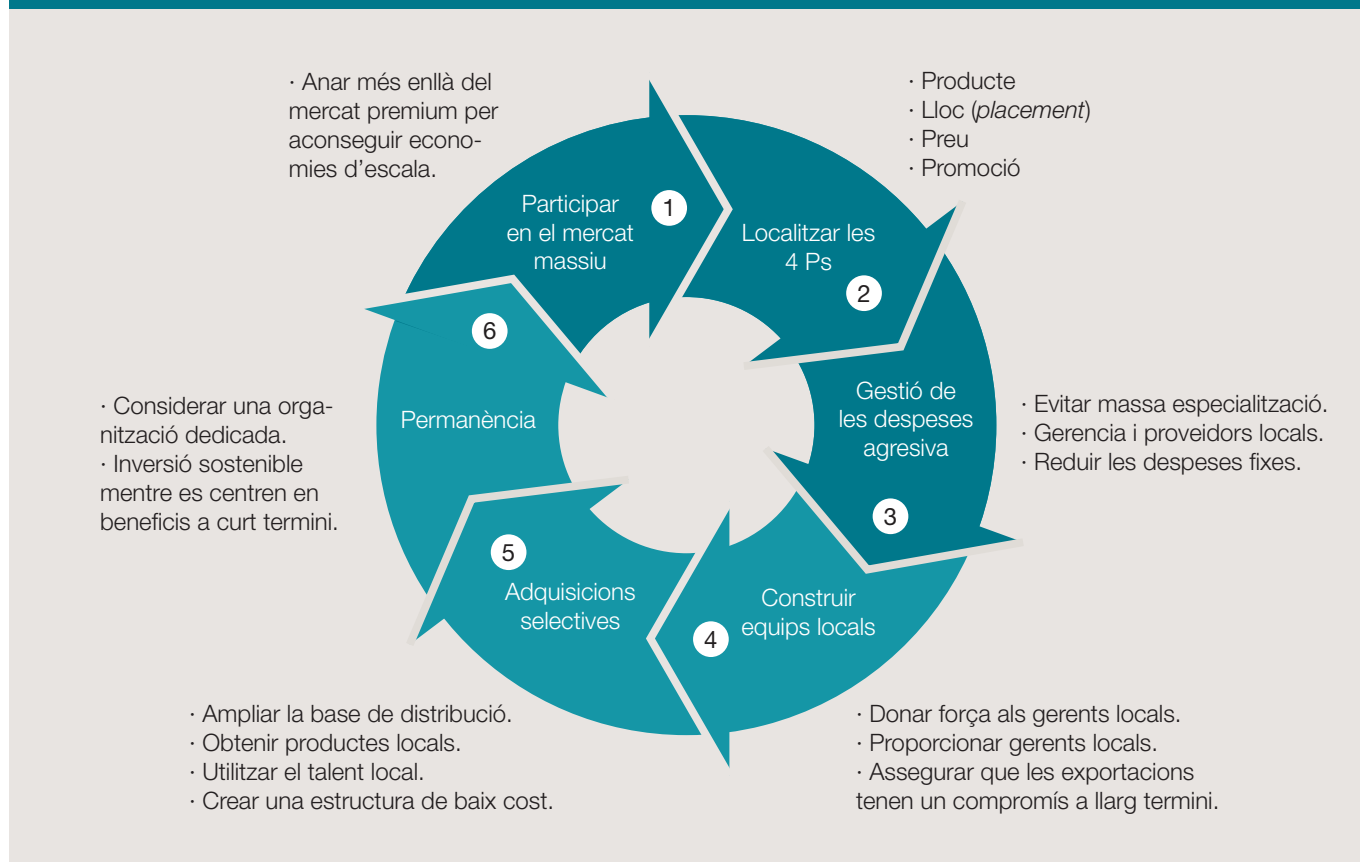 · Anar més enllà del
mercat premium per
aconseguir econo-
mies d'escala.
· Producte
· Lloc (placement)
· Preu
· Promoció
Participar
en el mercat
massiu
1
Localitzar les
4 Ps
2
Gestió de
les despeses
agresiva
3
· Evitar massa especialització.
· Gerencia i proveidors locals.
· Reduir les despeses fixes.
Construir
equips locals
4
· Donar força als gerents locals.
· Proporcionar gerents locals.
· Assegurar que les exportacions
tenen un compromís a llarg termini.
5
Adquisicions
selectives
· Ampliar la base de distribució.
· Obtenir productes locals.
· Utilitzar el talent local.
· Crear una estructura de baix cost.
6
Permanència
· Considerar una orga-
nització dedicada.
· Inversió sostenible
mentre es centren en
beneficis a curt termini.